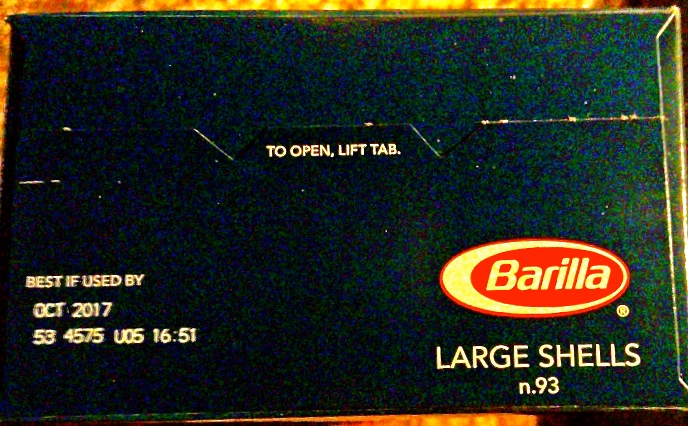 TO OPEN, LIFT TAB.
BEST IF USED BY
OCT 2017
53 4575 U05 16:51
Barilla®
LARGE SHELLS
n.93